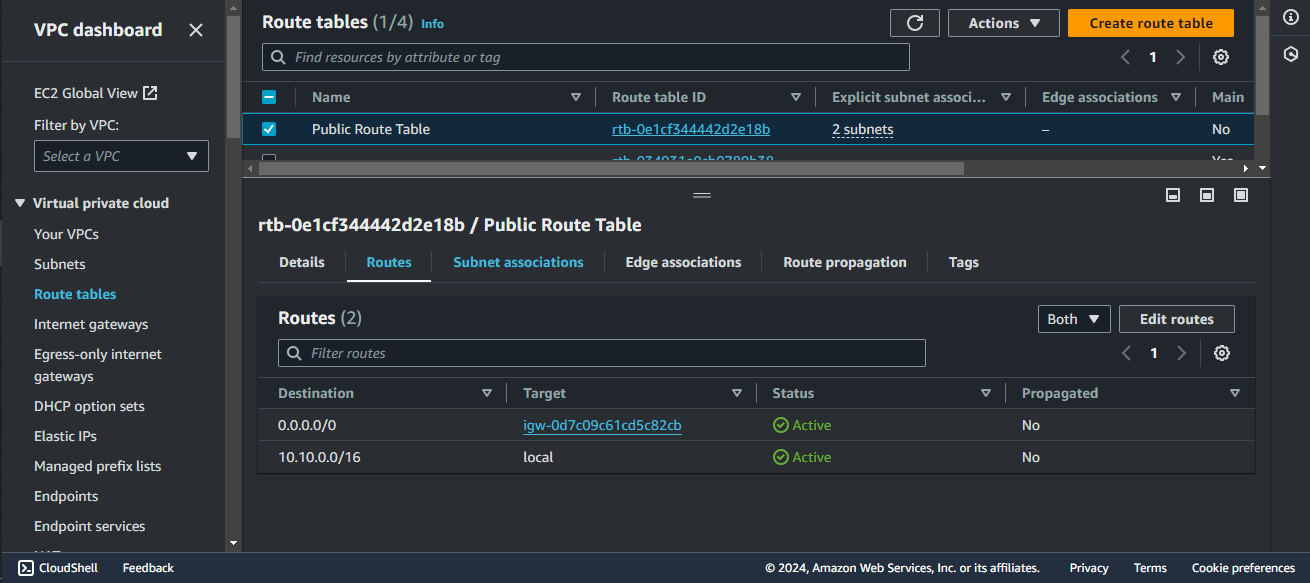 VPC dashboard
EC2 Global View
Filter by VPC:
Select a VPC
Virtual private cloud
Your VPCs
Subnets
Route tables
Internet gateways
Egress-only internet
gateways
DHCP option sets
Elastic IPs
Managed prefix lists
Endpoints
Endpoint services
Route tables (1/4) Info
Actions
Create route table
Find resources by attribute or tag
1
Name Route table ID Explicit subnet associ... Edge associations Main
Public Route Table rtb-0e1cf344442d2e18b 2 subnets – No
rtb-0e1cf344442d2e18b / Public Route Table
Details Routes Subnet associations Edge associations Route propagation Tags
Routes (2)
Both Edit routes
Filter routes
1
Destination Target Status Propagated
0.0.0.0/0 igw-0d7c09c61cd5c82cb Active No
10.10.0.0/16 local Active No
CloudShell Feedback © 2024, Amazon Web Services, Inc. or its affiliates. Privacy Terms Cookie preferences